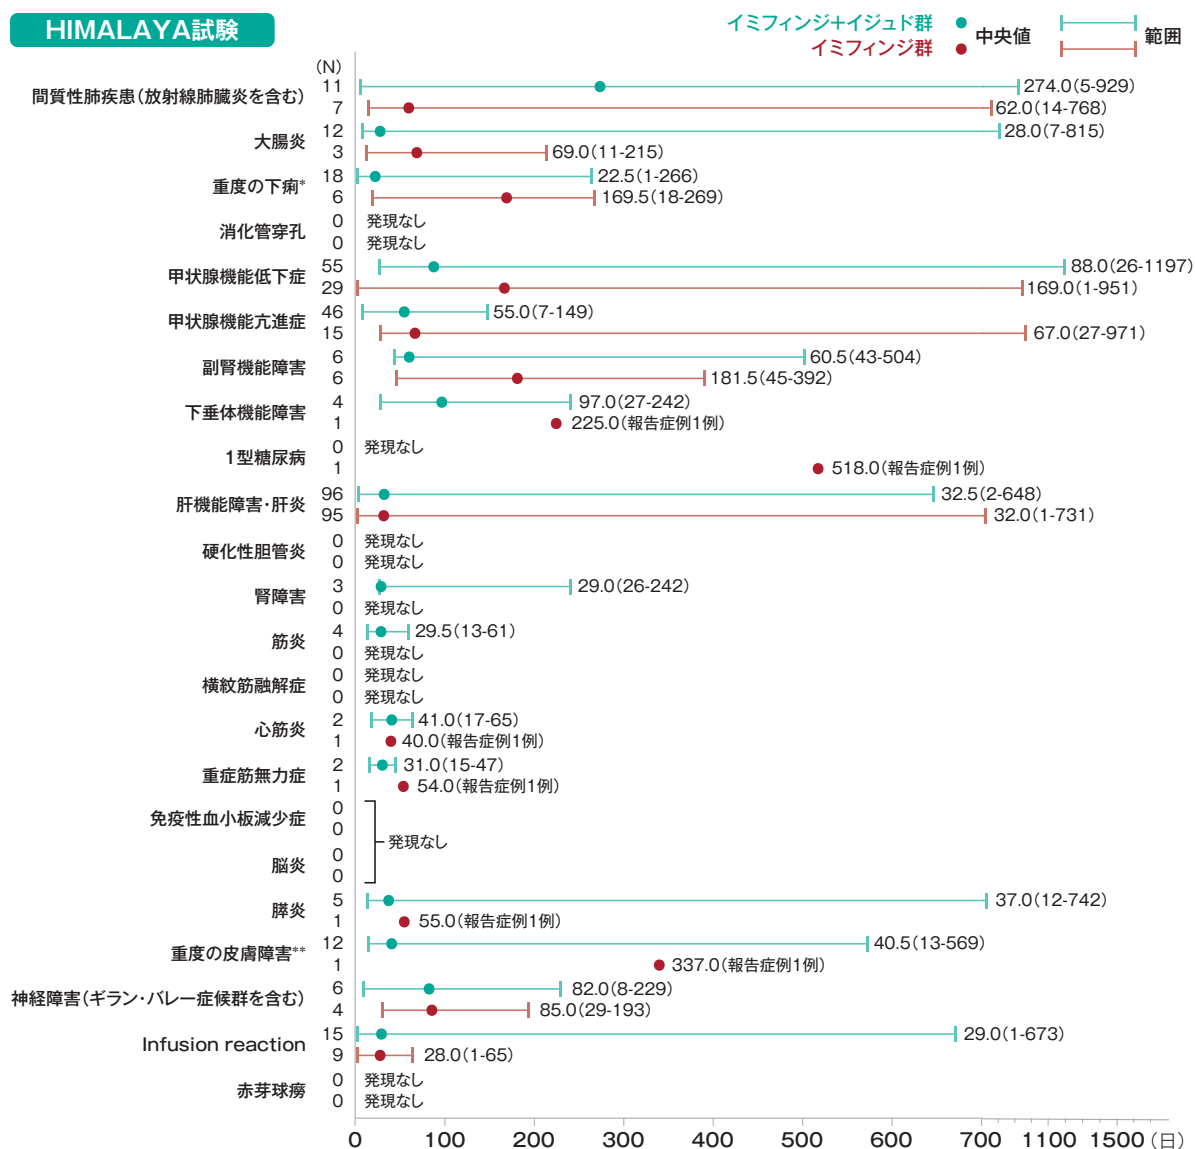 HIMALAYA試験
イミフィンジ＋イジュド群
イミフィンジ群
中央値
範囲
(N)
間質性肺疾患(放射線肺臓炎を含む)
11 274.0(5-929)
7 62.0(14-768)
大腸炎
12 28.0(7-815)
3 69.0(11-215)
重度の下痢*
18 22.5(1-266)
6 169.5(18-269)
消化管穿孔
0 発現なし
0 発現なし
甲状腺機能低下症
55 88.0(26-1197)
29 169.0(1-951)
甲状腺機能亢進症
46 55.0(7-149)
15 67.0(27-971)
副腎機能障害
6 60.5(43-504)
6 181.5(45-392)
下垂体機能障害
4 97.0(27-242)
1 225.0(報告症例1例)
1型糖尿病
0 発現なし
1 518.0(報告症例1例)
肝機能障害・肝炎
96 32.5(2-648)
95 32.0(1-731)
硬化性胆管炎
0 発現なし
0 発現なし
腎障害
3 29.0(26-242)
0 発現なし
筋炎
4 29.5(13-61)
0 発現なし
横紋筋融解症
0 発現なし
0 発現なし
心筋炎
2 41.0(17-65)
1 40.0(報告症例1例)
重症筋無力症
2 31.0(15-47)
1 54.0(報告症例1例)
免疫性血小板減少症
0
0
発現なし
脳炎
0
0
膵炎
5 37.0(12-742)
1 55.0(報告症例1例)
重度の皮膚障害**
12 40.5(13-569)
1 337.0(報告症例1例)
神経障害(ギラン・バレー症候群を含む)
6 82.0(8-229)
4 85.0(29-193)
Infusion reaction
15 29.0(1-673)
9 28.0(1-65)
赤芽球癆
0 発現なし
0 発現なし
0 100 200 300 400 500 600 700 1100 1500 (日)